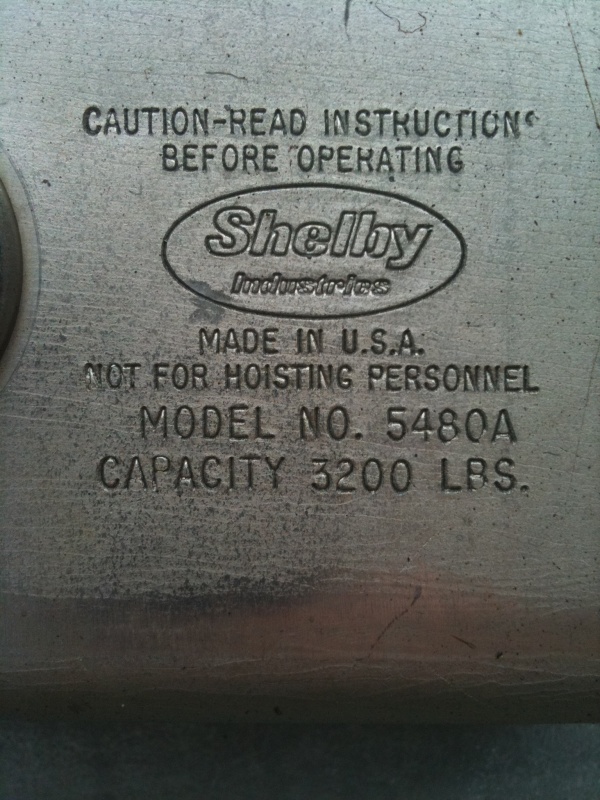 CAUTION-READ INSTRUCTIONS
BEFORE OPERATING
Shelby
Industries
MADE IN U.S.A.
NOT FOR HOISTING PERSONNEL
MODEL NO. 5480A
CAPACITY 3200 LBS.